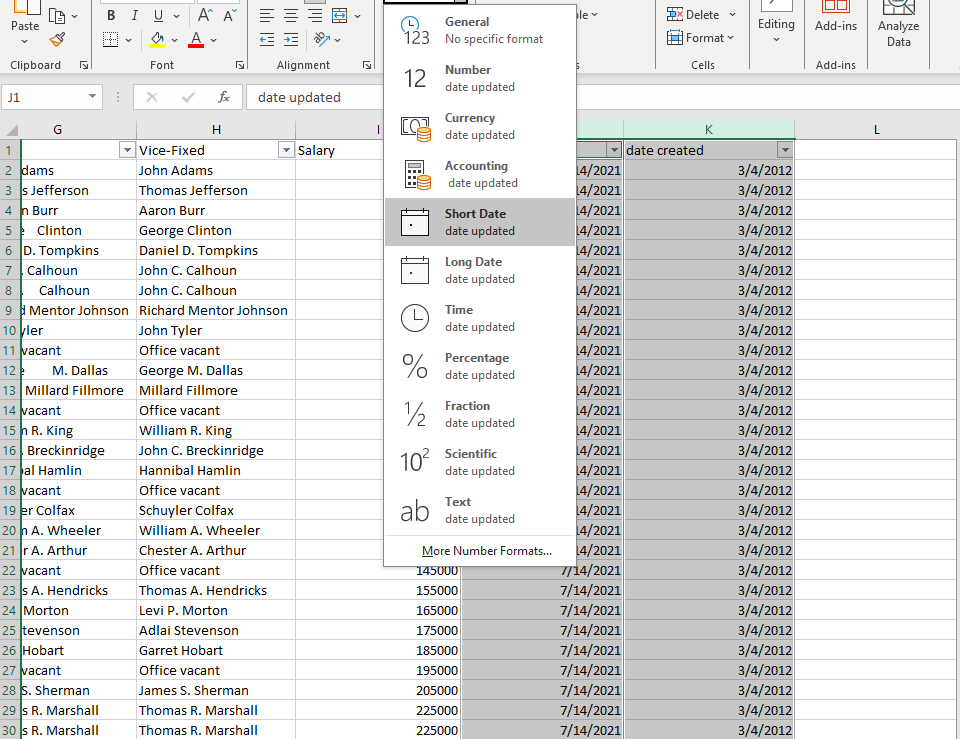 B I U A A
Paste
Clipboard Font Alignment
Delete
Format
Cells
Editing
Add-ins
Add-ins
Analyze
Data
J1 fx date updated
General
No specific format
Number
date updated
Currency
date updated
Accounting
date updated
Short Date
date updated
Long Date
date updated
Time
date updated
Percentage
date updated
Fraction
date updated
Scientific
date updated
Text
date updated
More Number Formats...
123
12
%
½
10²
ab
G H I K L
1 Vice-Fixed Salary date created
2 dams John Adams 14/2021 3/4/2012
3 s Jefferson Thomas Jefferson 14/2021 3/4/2012
4 n Burr Aaron Burr 14/2021 3/4/2012
5 e Clinton George Clinton 14/2021 3/4/2012
6 D. Tompkins Daniel D. Tompkins 14/2021 3/4/2012
7 . Calhoun John C. Calhoun 14/2021 3/4/2012
8 . Calhoun John C. Calhoun 14/2021 3/4/2012
9 d Mentor Johnson Richard Mentor Johnson 14/2021 3/4/2012
10 yler John Tyler 14/2021 3/4/2012
11 vacant Office vacant 14/2021 3/4/2012
12 e M. Dallas George M. Dallas 14/2021 3/4/2012
13 Millard Fillmore Millard Fillmore 14/2021 3/4/2012
14 vacant Office vacant 14/2021 3/4/2012
15 m R. King William R. King 14/2021 3/4/2012
16 . Breckinridge John C. Breckinridge 14/2021 3/4/2012
17 bal Hamlin Hannibal Hamlin 14/2021 3/4/2012
18 vacant Office vacant 14/2021 3/4/2012
19 er Colfax Schuyler Colfax 14/2021 3/4/2012
20 m A. Wheeler William A. Wheeler 14/2021 3/4/2012
21 r A. Arthur Chester A. Arthur 14/2021 3/4/2012
22 vacant Office vacant 145000 7/14/2021 3/4/2012
23 s A. Hendricks Thomas A. Hendricks 155000 7/14/2021 3/4/2012
24 Morton Levi P. Morton 165000 7/14/2021 3/4/2012
25 tevenson Adlai Stevenson 175000 7/14/2021 3/4/2012
26 Hobart Garret Hobart 185000 7/14/2021 3/4/2012
27 vacant Office vacant 195000 7/14/2021 3/4/2012
28 S. Sherman James S. Sherman 205000 7/14/2021 3/4/2012
29 s R. Marshall Thomas R. Marshall 225000 7/14/2021 3/4/2012
30 s R. Marshall Thomas R. Marshall 225000 7/14/2021 3/4/2012